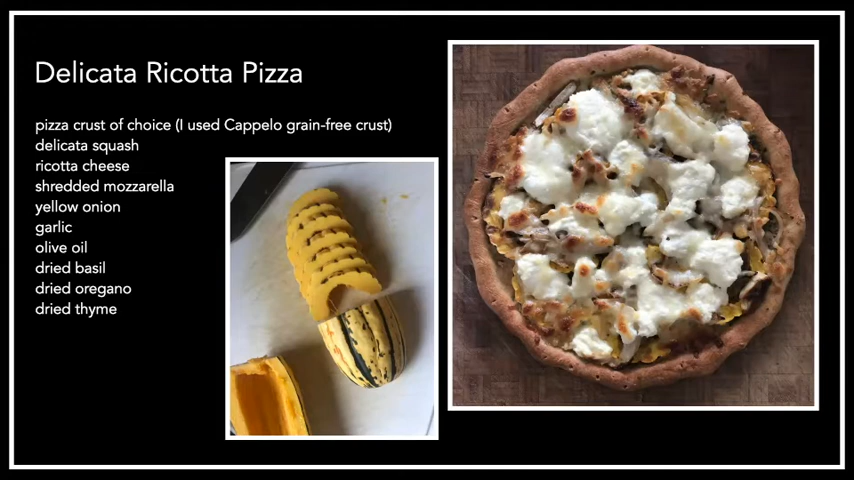 Delicata Ricotta Pizza
pizza crust of choice (I used Cappelo grain-free crust)
delicata squash
ricotta cheese
shredded mozzarella
yellow onion
garlic
olive oil
dried basil
dried oregano
dried thyme